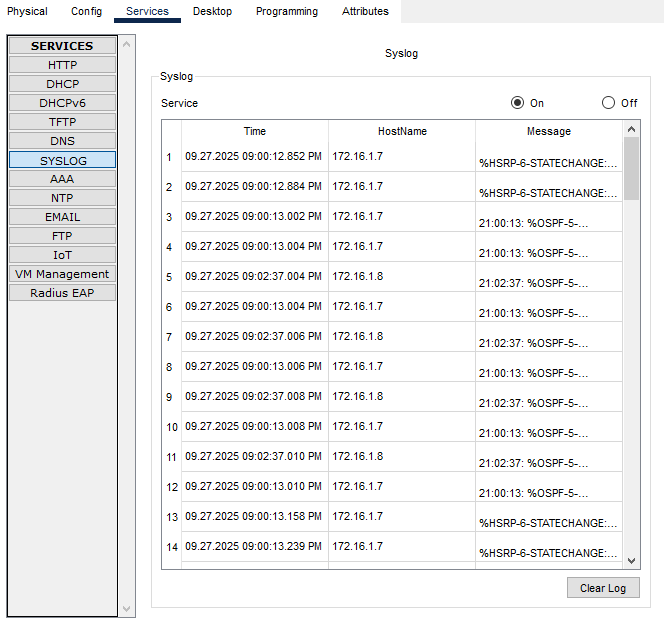 Physical Config Services Desktop Programming Attributes
SERVICES
HTTP
DHCP
DHCPv6
TFTP
DNS
SYSLOG
AAA
NTP
EMAIL
FTP
IoT
VM Management
Radius EAP
Syslog
Syslog
Service On Off
Time HostName Message
1 09.27.2025 09:00:12.852 PM 172.16.1.7 %HSRP-6-STATECHANGE:...
2 09.27.2025 09:00:12.884 PM 172.16.1.7 %HSRP-6-STATECHANGE:...
3 09.27.2025 09:00:13.002 PM 172.16.1.7 21:00:13: %OSPF-5-...
4 09.27.2025 09:00:13.004 PM 172.16.1.7 21:00:13: %OSPF-5-...
5 09.27.2025 09:02:37.004 PM 172.16.1.8 21:02:37: %OSPF-5-...
6 09.27.2025 09:00:13.004 PM 172.16.1.7 21:00:13: %OSPF-5-...
7 09.27.2025 09:02:37.006 PM 172.16.1.8 21:02:37: %OSPF-5-...
8 09.27.2025 09:00:13.006 PM 172.16.1.7 21:00:13: %OSPF-5-...
9 09.27.2025 09:02:37.008 PM 172.16.1.8 21:02:37: %OSPF-5-...
10 09.27.2025 09:00:13.008 PM 172.16.1.7 21:00:13: %OSPF-5-...
11 09.27.2025 09:02:37.010 PM 172.16.1.8 21:02:37: %OSPF-5-...
12 09.27.2025 09:00:13.010 PM 172.16.1.7 21:00:13: %OSPF-5-...
13 09.27.2025 09:00:13.158 PM 172.16.1.7 %HSRP-6-STATECHANGE:...
14 09.27.2025 09:00:13.239 PM 172.16.1.7 %HSRP-6-STATECHANGE:...
Clear Log